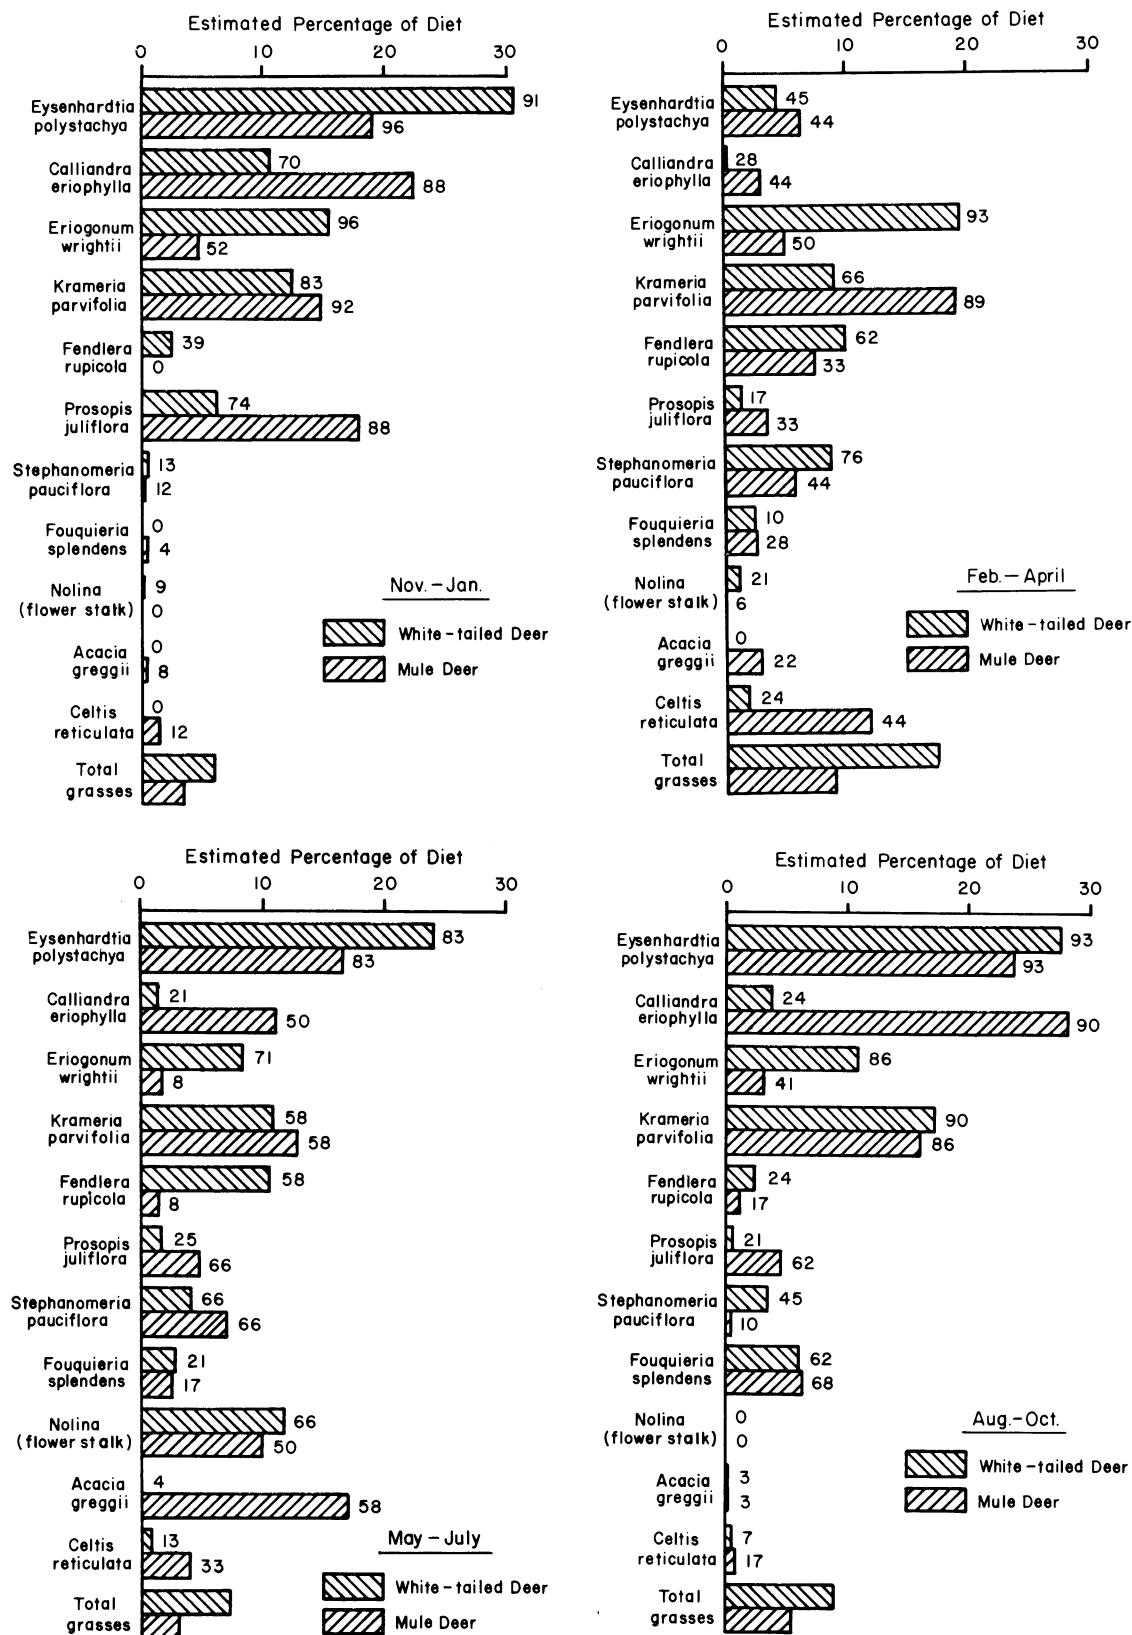 Estimated Percentage of Diet
0 10 20 30
Eysenhardtia
polystachya
91
96
Calliandra
eriophylla
70
88
Eriogonum
wrightii
96
52
Krameria
parvifolia
83
92
Fendlera
rupicola
39
0
Prosopis
juliflora
74
88
Stephanomeria
pauciflora
13
12
Fouquieria
splendens
0
4
Nolina
(flower stalk)
9
0
Acacia
greggii
0
8
Celtis
reticulata
0
12
Total
grasses
Nov.-Jan.
White-tailed Deer
Mule Deer
Estimated Percentage of Diet
0 10 20 30
Eysenhardtia
polystachya
45
44
Calliandra
eriophylla
28
44
Eriogonum
wrightii
93
50
Krameria
parvifolia
66
89
Fendlera
rupicola
62
33
Prosopis
juliflora
17
33
Stephanomeria
pauciflora
76
44
Fouquieria
splendens
10
28
Nolina
(flower stalk)
21
6
Acacia
greggii
0
22
Celtis
reticulata
24
44
Total
grasses
Feb.-April
White-tailed Deer
Mule Deer
Estimated Percentage of Diet
0 10 20 30
Eysenhardtia
polystachya
83
83
Calliandra
eriophylla
21
50
Eriogonum
wrightii
71
8
Krameria
parvifolia
58
58
Fendlera
rupicola
58
8
Prosopis
juliflora
25
66
Stephanomeria
pauciflora
66
66
Fouquieria
splendens
21
17
Nolina
(flower stalk)
66
50
Acacia
greggii
4
58
Celtis
reticulata
13
33
Total
grasses
May-July
White-tailed Deer
Mule Deer
Estimated Percentage of Diet
0 10 20 30
Eysenhardtia
polystachya
93
93
Calliandra
eriophylla
24
90
Eriogonum
wrightii
86
41
Krameria
parvifolia
90
86
Fendlera
rupicola
24
17
Prosopis
juliflora
21
62
Stephanomeria
pauciflora
45
10
Fouquieria
splendens
62
68
Nolina
(flower stalk)
0
0
Acacia
greggii
3
3
Celtis
reticulata
7
17
Total
grasses
Aug.-Oct.
White-tailed Deer
Mule Deer